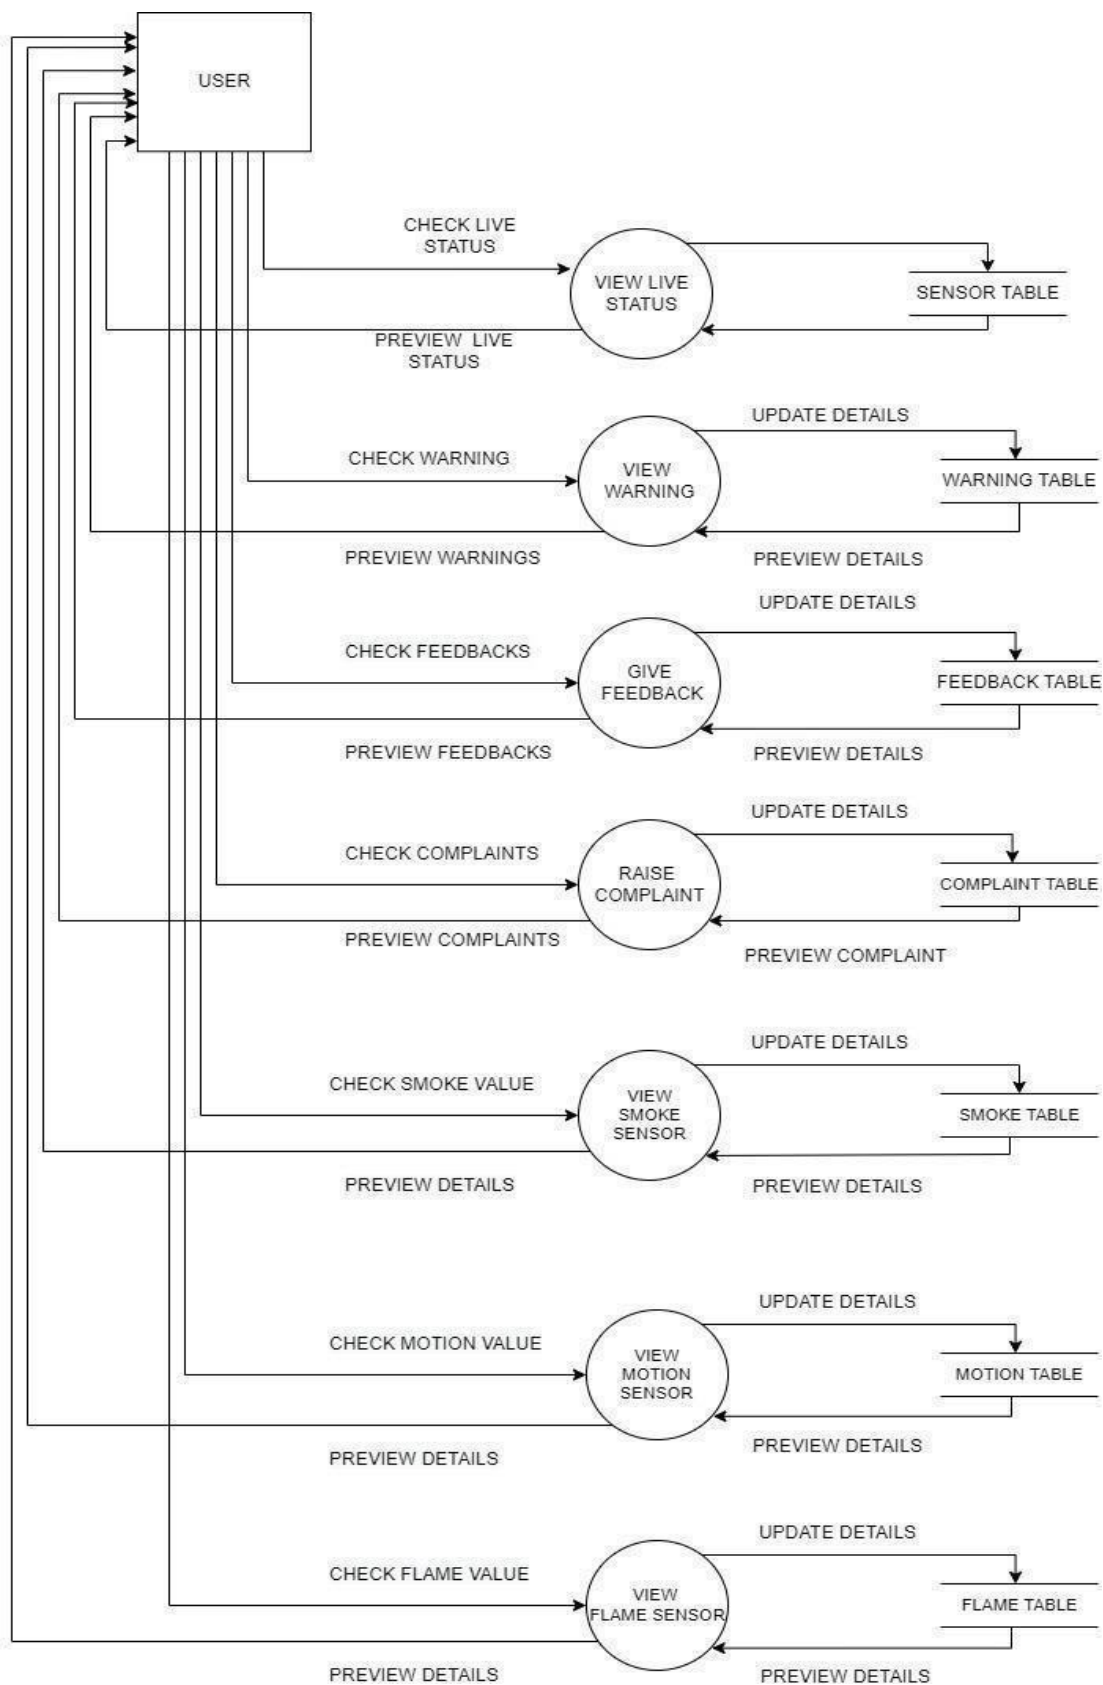 USER
CHECK LIVE
STATUS
VIEW LIVE
STATUS
SENSOR TABLE
PREVIEW LIVE
STATUS
UPDATE DETAILS
CHECK WARNING
VIEW
WARNING
WARNING TABLE
PREVIEW WARNINGS
PREVIEW DETAILS
UPDATE DETAILS
CHECK FEEDBACKS
GIVE
FEEDBACK
FEEDBACK TABLE
PREVIEW FEEDBACKS
PREVIEW DETAILS
UPDATE DETAILS
CHECK COMPLAINTS
RAISE
COMPLAINT
COMPLAINT TABLE
PREVIEW COMPLAINTS
PREVIEW COMPLAINT
UPDATE DETAILS
CHECK SMOKE VALUE
VIEW
SMOKE
SENSOR
SMOKE TABLE
PREVIEW DETAILS
PREVIEW DETAILS
UPDATE DETAILS
CHECK MOTION VALUE
VIEW
MOTION
SENSOR
MOTION TABLE
PREVIEW DETAILS
PREVIEW DETAILS
UPDATE DETAILS
CHECK FLAME VALUE
VIEW
FLAME SENSOR
FLAME TABLE
PREVIEW DETAILS
PREVIEW DETAILS